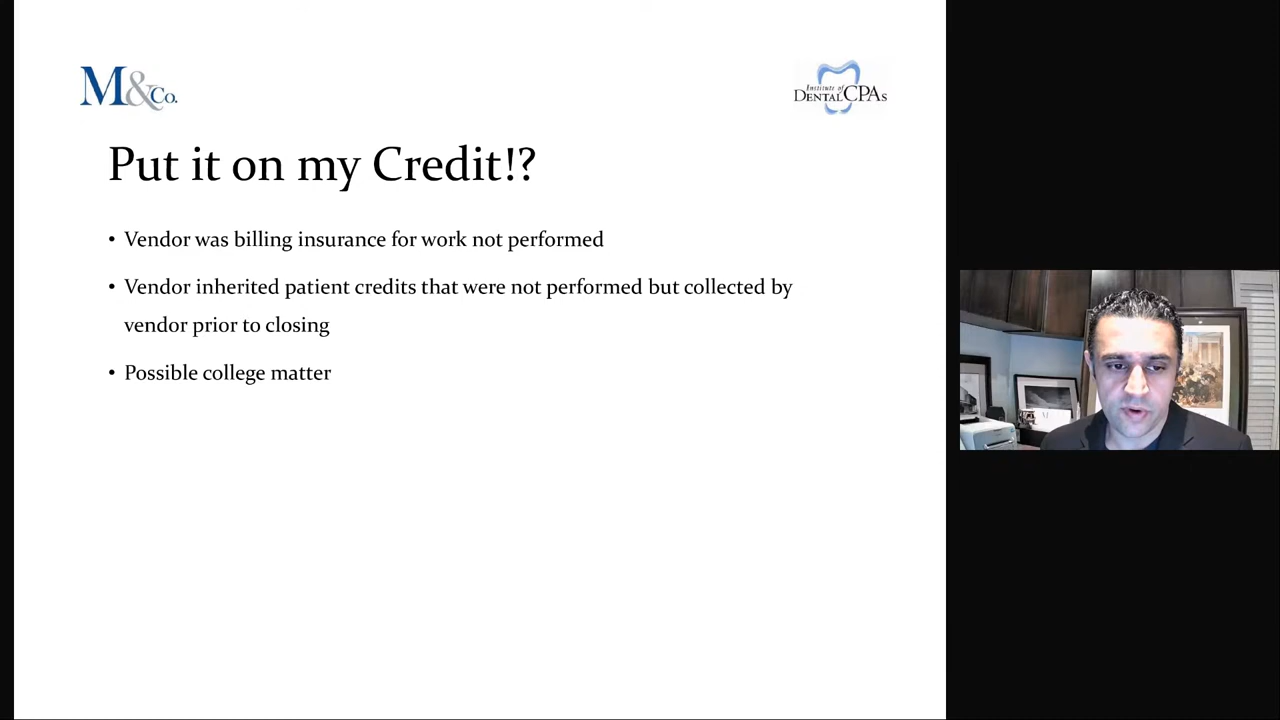 M&Co.
Institute of
DENTAL CPAs
Put it on my Credit!?
• Vendor was billing insurance for work not performed
• Vendor inherited patient credits that were not performed but collected by
vendor prior to closing
• Possible college matter